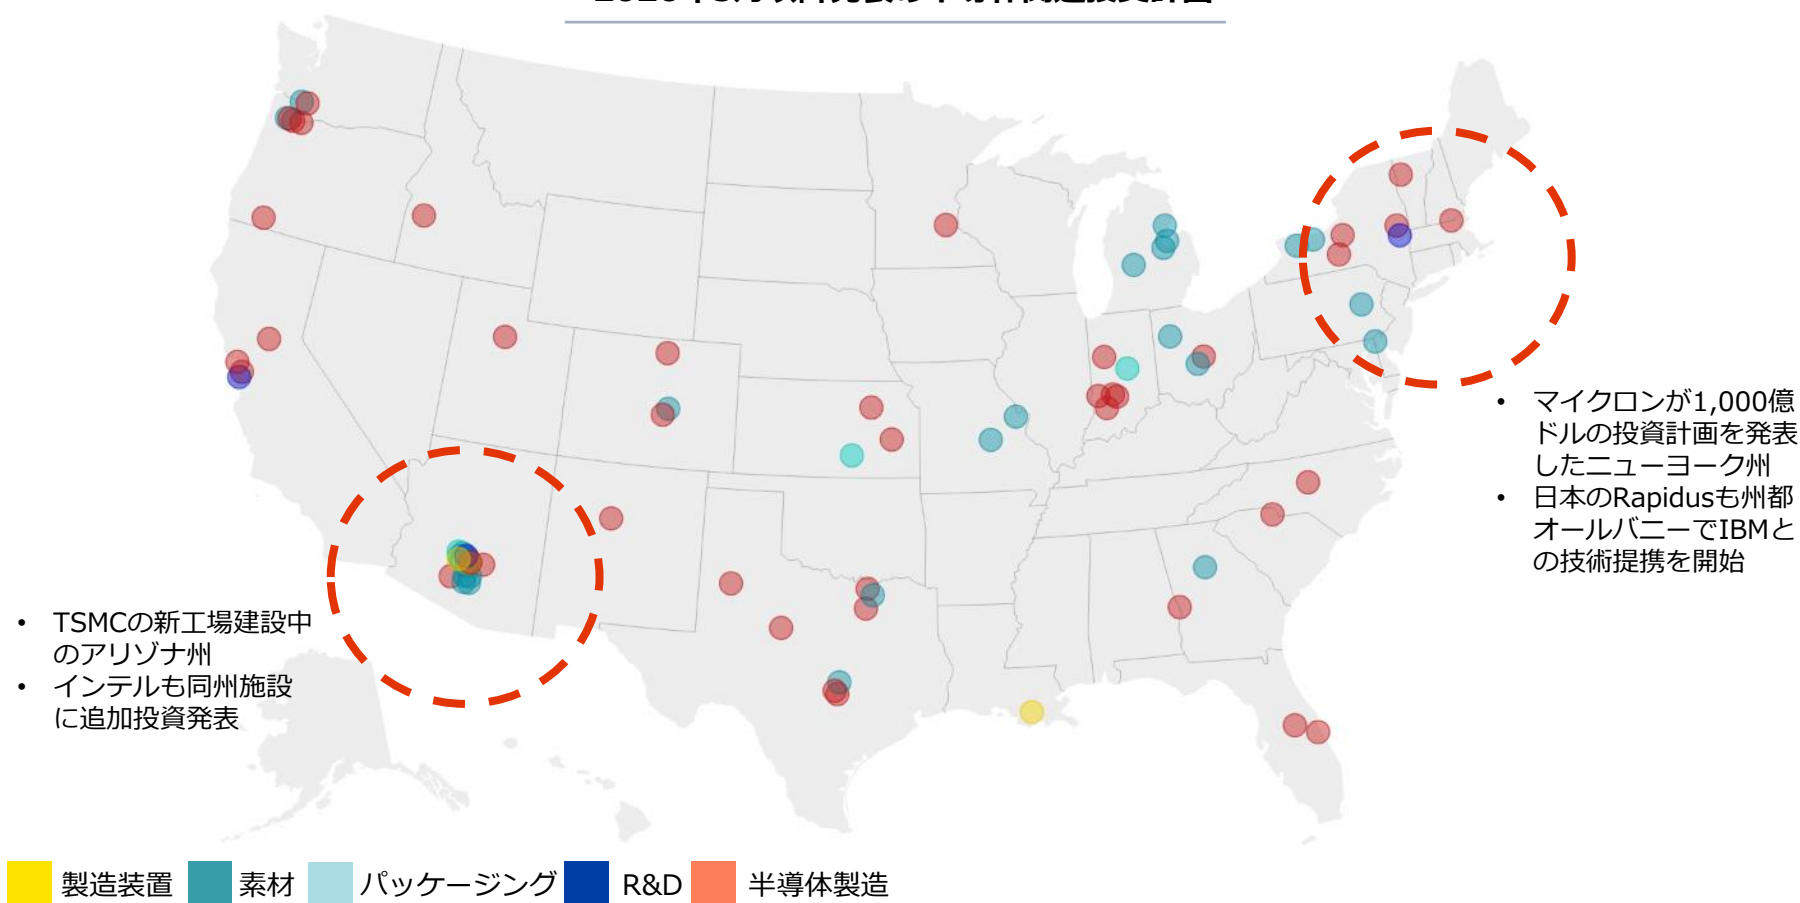 • マイクロンが1,000億
ドルの投資計画を発表
したニューヨーク州
• 日本のRapidusも州都
オールバニーでIBMと
の技術提携を開始
• TSMCの新工場建設中
のアリゾナ州
• インテルも同州施設
に追加投資発表
製造装置 素材 パッケージング R&D 半導体製造